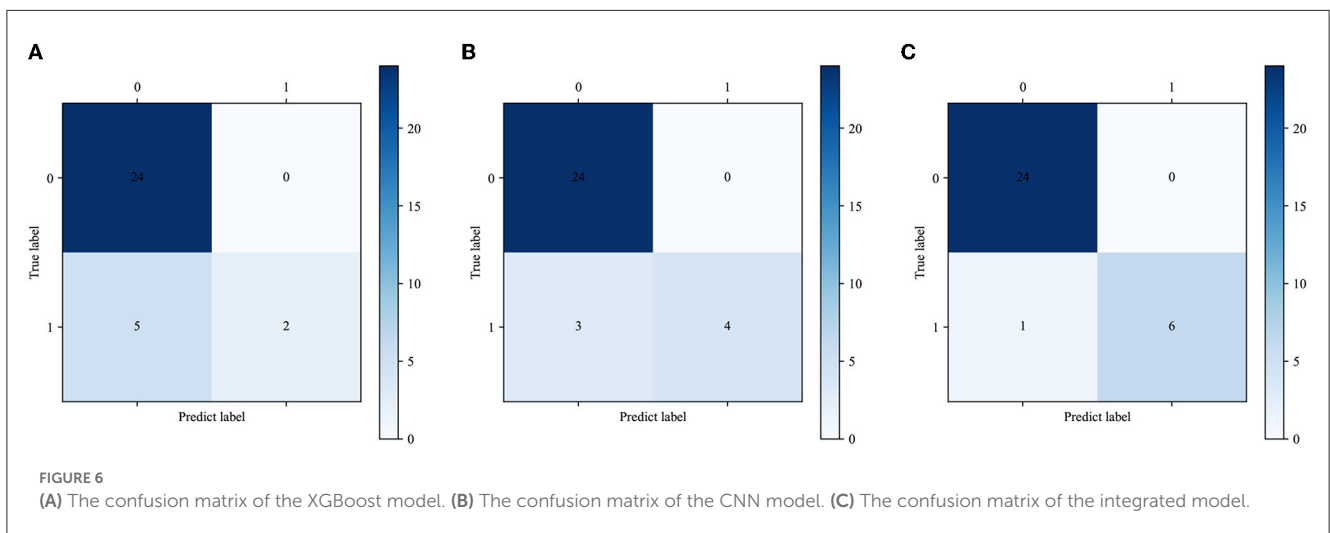 A
B
C
0 1
0 1
0 1
20
20
20
0 24 0
0 24 0
0 24 0
15
15
15
True label
True label
True label
10
10
10
1 5 2
1 3 4
1 1 6
5
5
5
Predict label
Predict label
Predict label
0
0
0
FIGURE 6
(A) The confusion matrix of the XGBoost model. (B) The confusion matrix of the CNN model. (C) The confusion matrix of the integrated model.